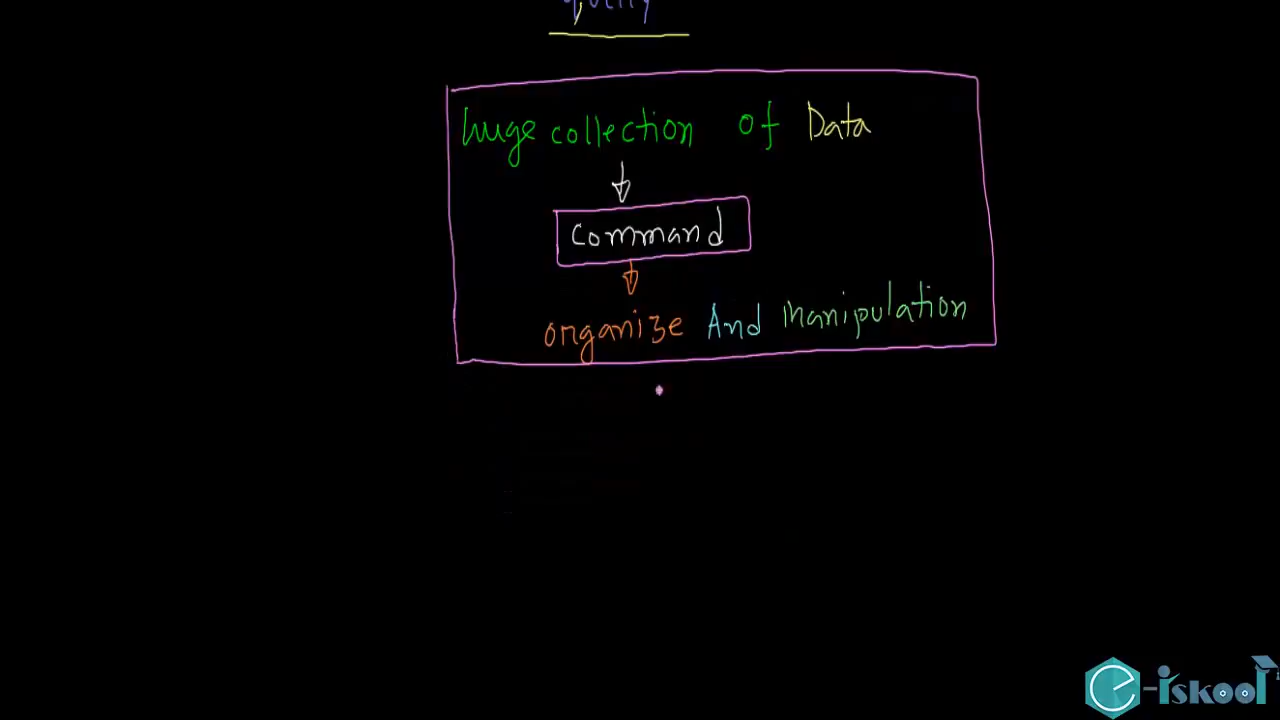 huge collection of Data
command
organize And manipulation
e-iskool